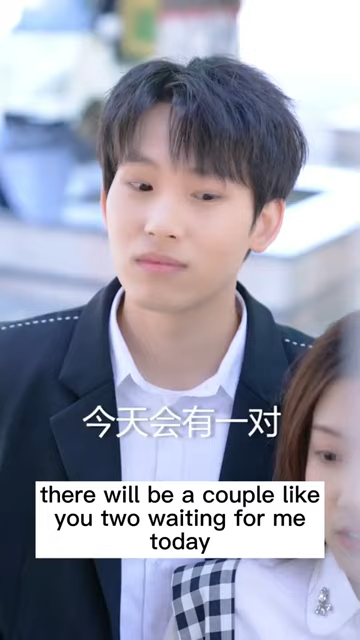 今天会有一对
there will be a couple like
you two waiting for me
today